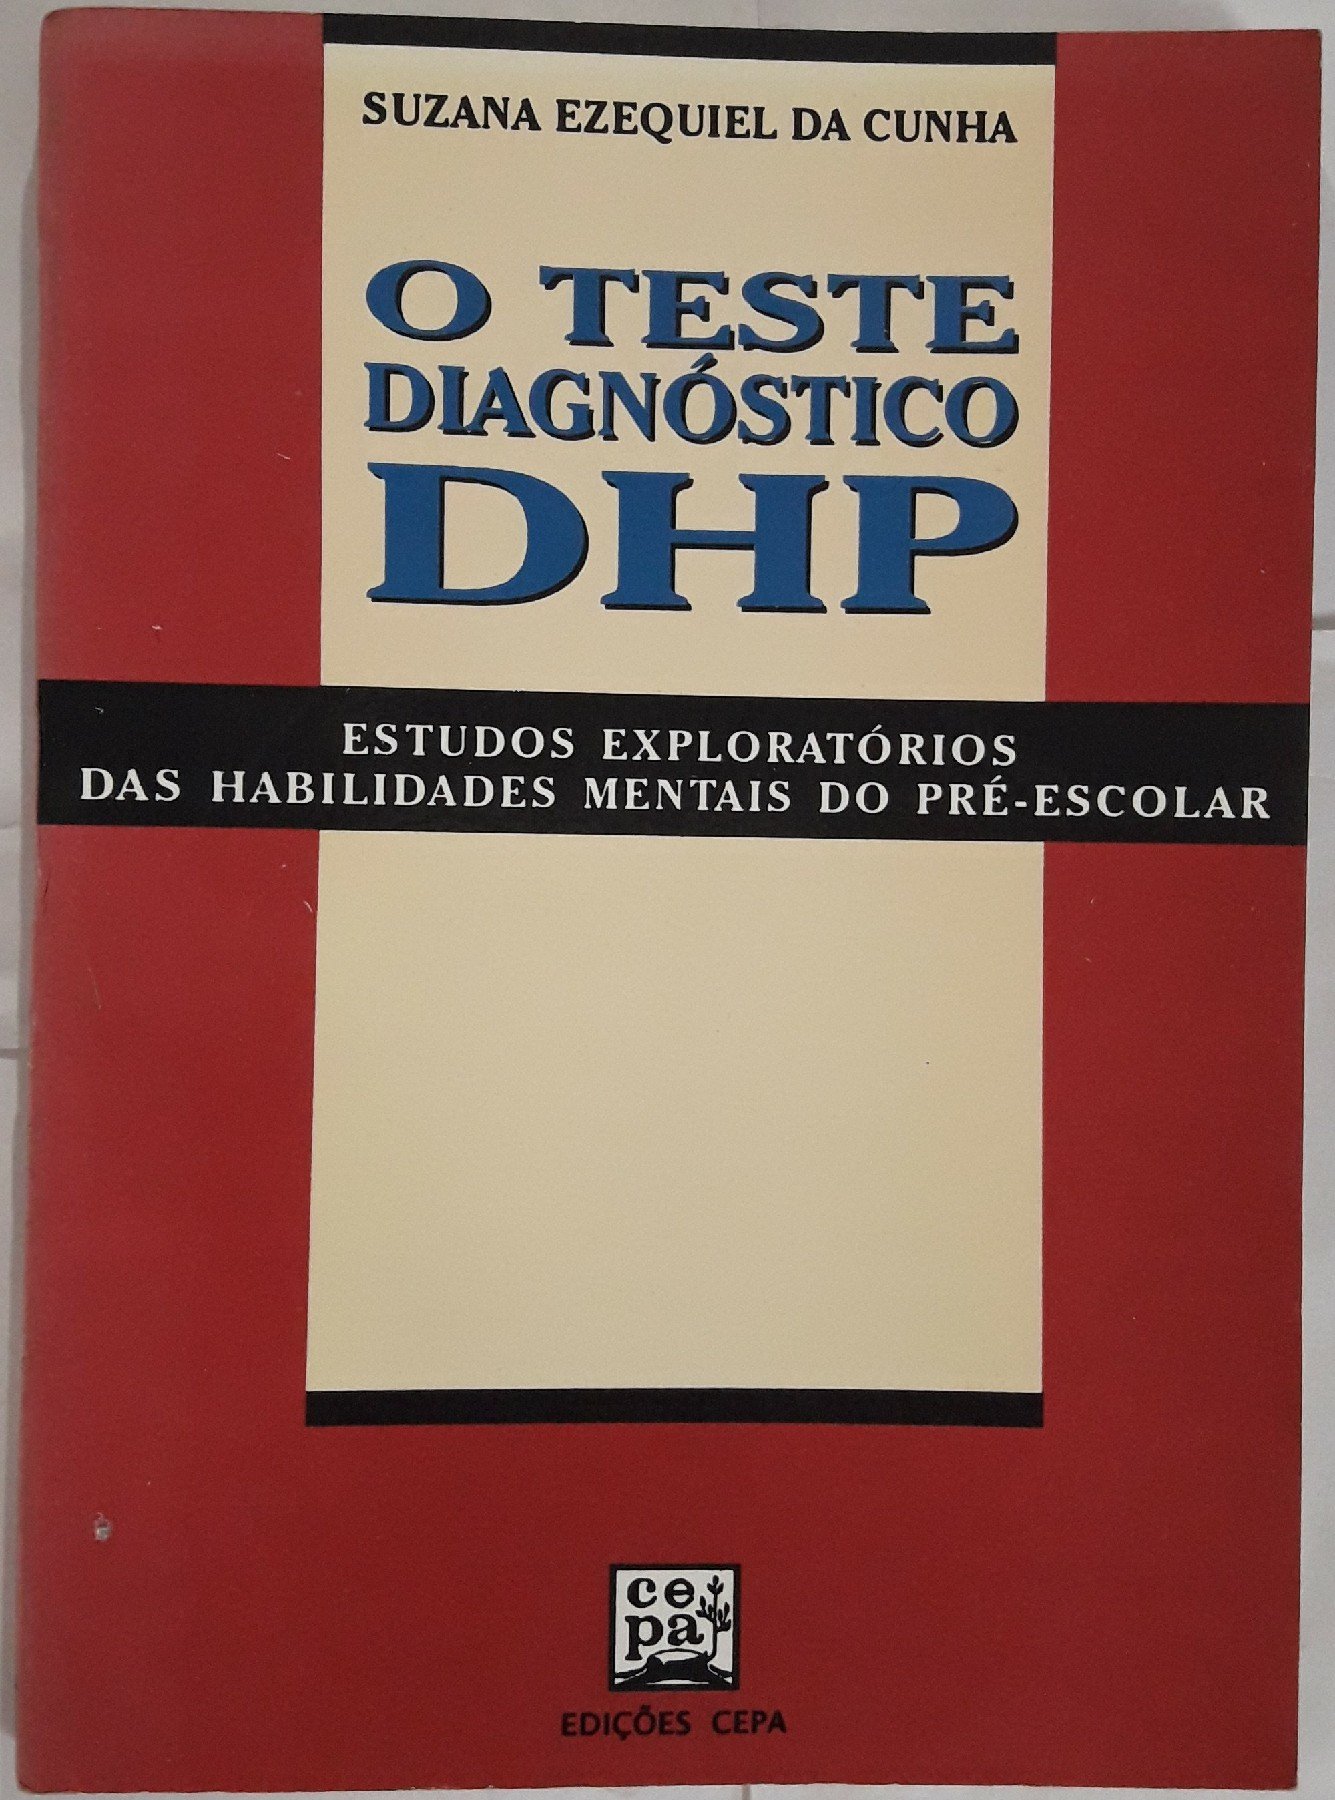 SUZANA EZEQUIEL DA CUNHA
O TESTE
DIAGNÓSTICO
DHP
ESTUDOS EXPLORATÓRIOS
DAS HABILIDADES MENTAIS DO PRÉ-ESCOLAR
ce
pa
EDIÇÕES CEPA